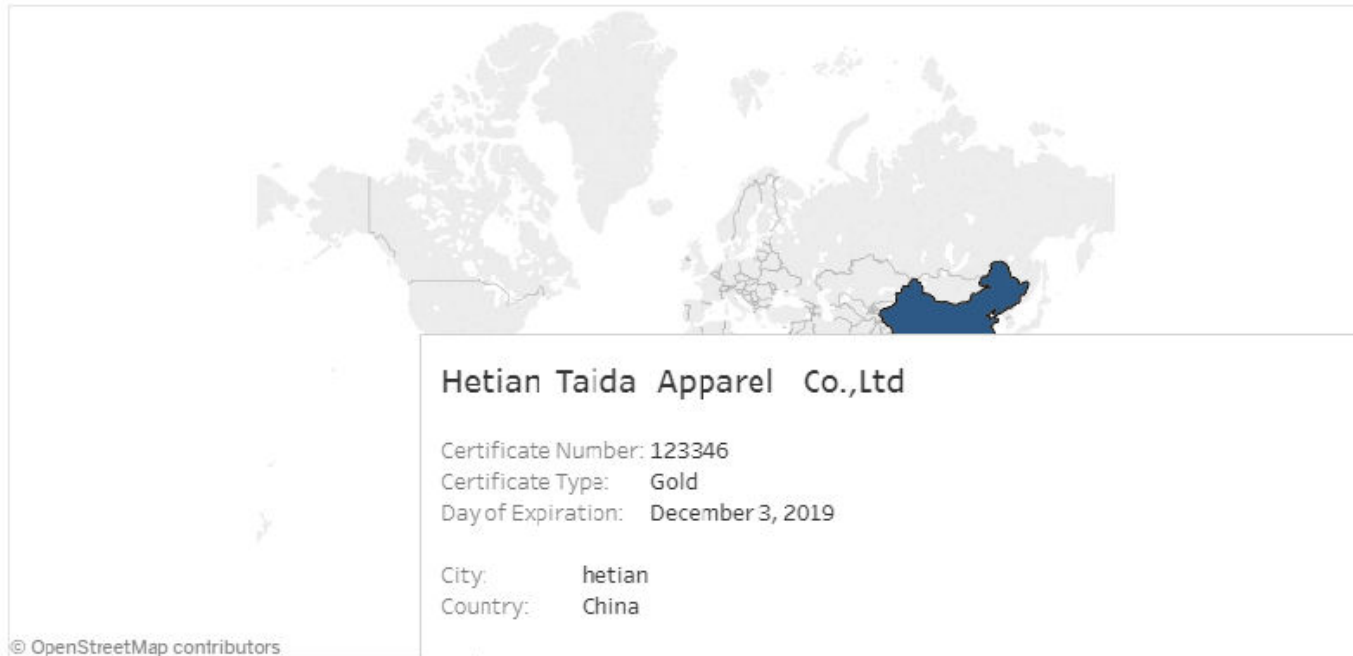 Hetian Taida Apparel Co.,Ltd
Certificate Number: 123346
Certificate Type: Gold
Day of Expiration: December 3, 2019
City: hetian
Country: China
© OpenStreetMap contributors